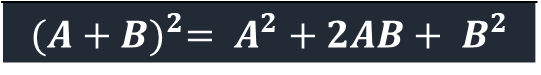 (A + B)²= A² + 2AB + B²